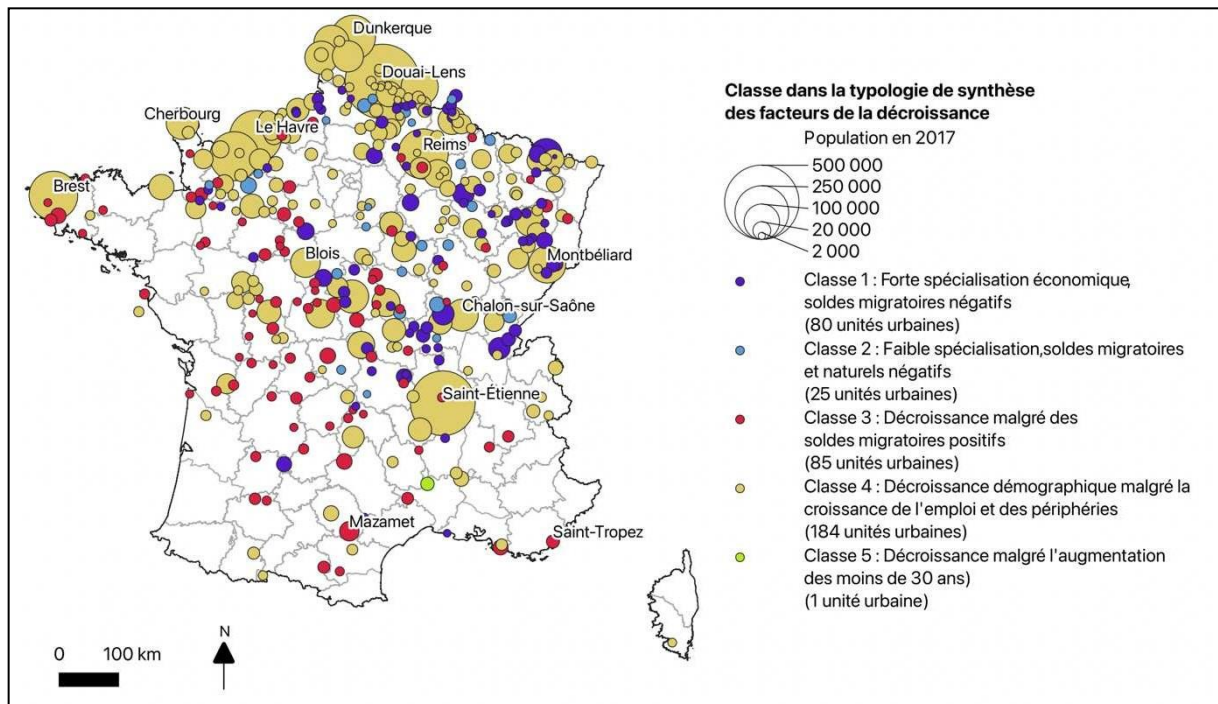 Dunkerque
Douai-Lens
Cherbourg
Le Havre
Reims
Brest
Blois
Montbéliard
Chalon-sur-Saône
Saint-Étienne
Mazamet
Saint-Tropez
0 100 km
N
Classe dans la typologie de synthèse
des facteurs de la décroissance
Population en 2017
500 000
250 000
100 000
20 000
2 000
Classe 1 : Forte spécialisation économique,
soldes migratoires négatifs
(80 unités urbaines)
Classe 2 : Faible spécialisation,soldes migratoires
et naturels négatifs
(25 unités urbaines)
Classe 3 : Décroissance malgré des
soldes migratoires positifs
(85 unités urbaines)
Classe 4 : Décroissance démographique malgré la
croissance de l'emploi et des périphéries
(184 unités urbaines)
Classe 5 : Décroissance malgré l'augmentation
des moins de 30 ans)
(1 unité urbaine)